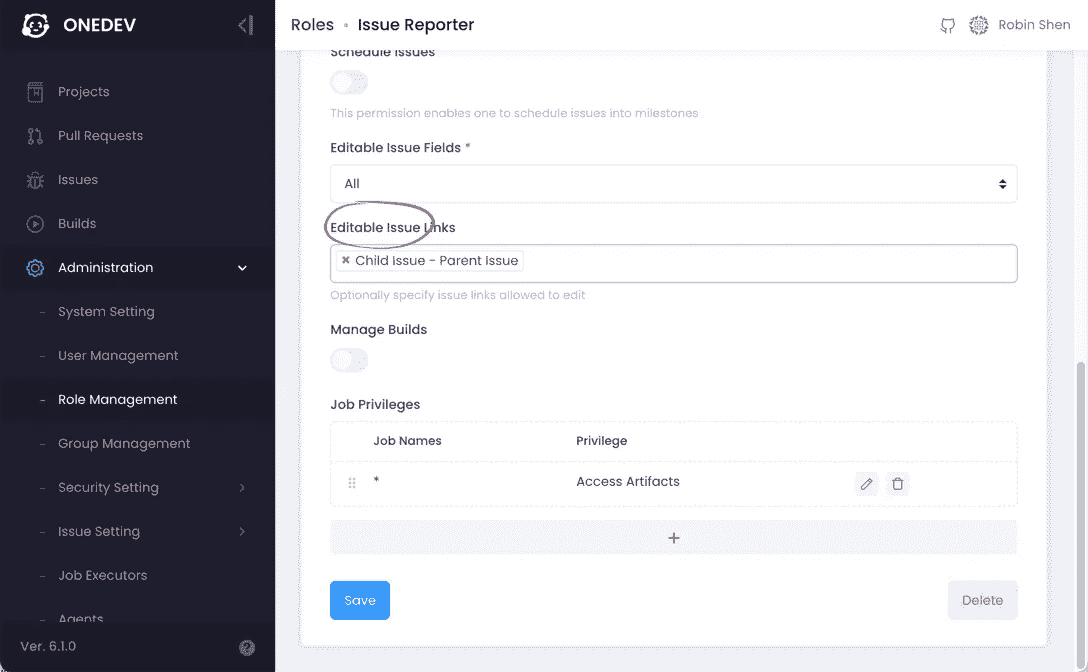 ONEDEV
Roles • Issue Reporter
Robin Shen
Projects
Pull Requests
Issues
Builds
Administration
- System Setting
- User Management
- Role Management
- Group Management
- Security Setting
- Issue Setting
- Job Executors
- Agents
Ver. 6.1.0
Schedule Issues
This permission enables one to schedule issues into milestones
Editable Issue Fields *
All
Editable Issue Links
× Child Issue - Parent Issue
Optionally specify issue links allowed to edit
Manage Builds
Job Privileges
Job Names Privilege
* Access Artifacts
+
Save Delete